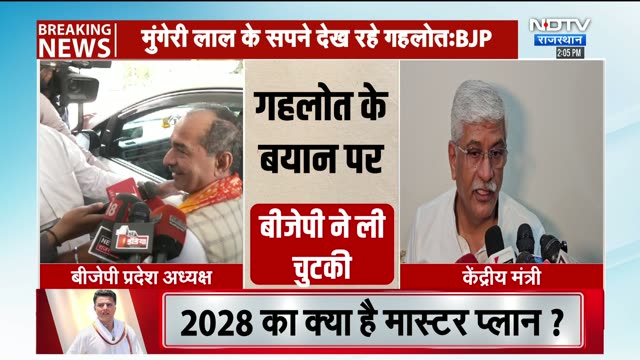 BREAKING
NEWS
मुंगेरी लाल के सपने देख रहे गहलोतःBJP
NDTV
राजस्थान
2:05 PM
गहलोत के
बयान पर
बीजेपी ने ली
चुटकी
18
इंडिया
बीजेपी प्रदेश अध्यक्ष
केंद्रीय मंत्री
2028 का क्या है मास्टर प्लान ?